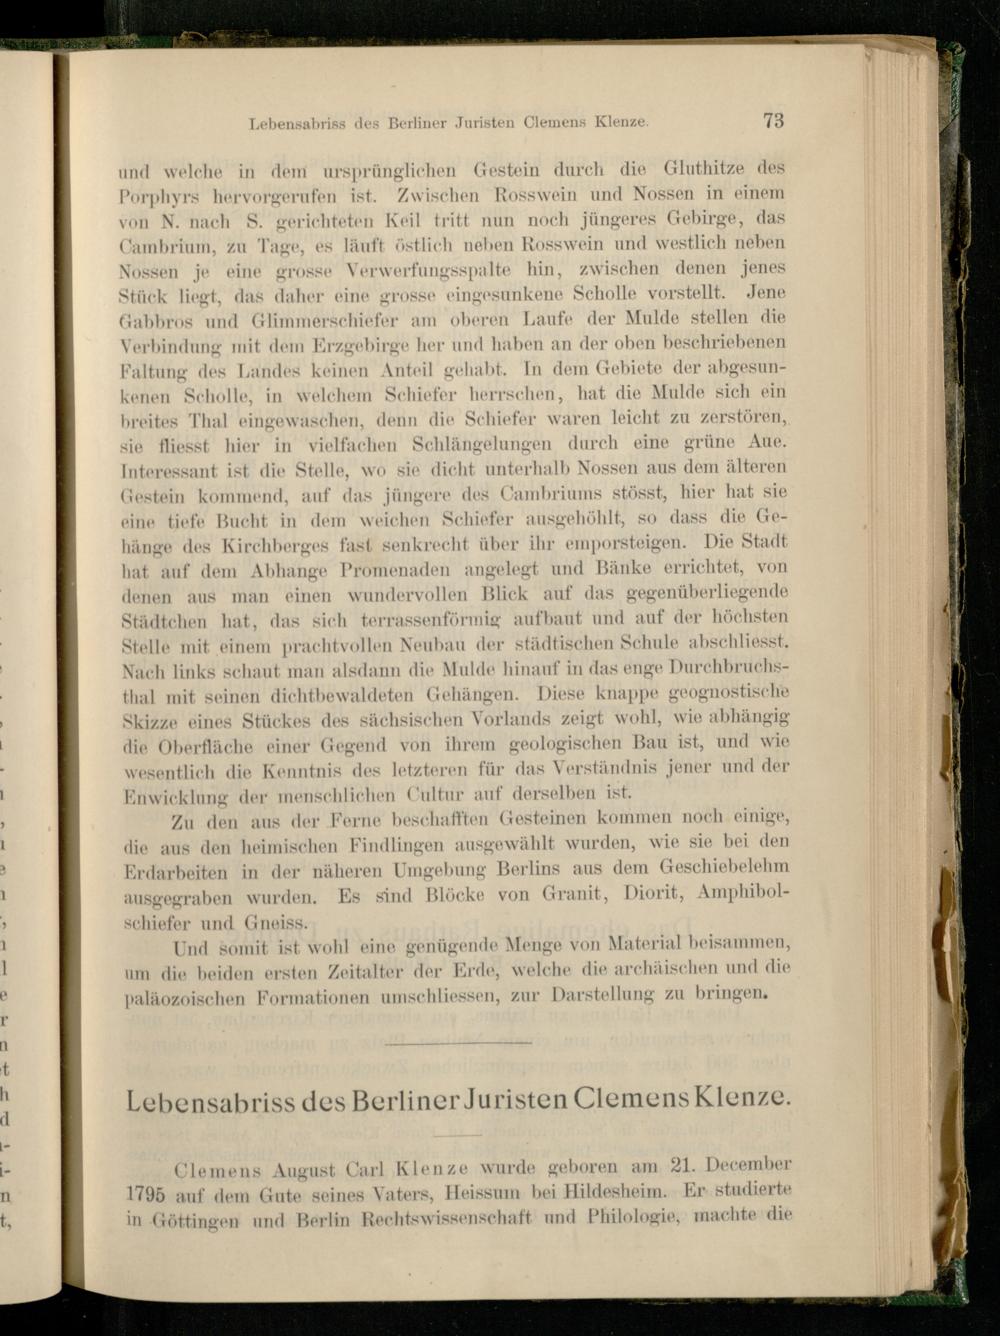 Lebensabriss des Berliner Juristen Clemens Klenze. 73
und welche in dem ursprünglichen Gestein durch die Gluthitze des
Porphyrs hervorgerufen ist. Zwischen Rosswein und Nossen in einem
von N. nach S. gerichteten Keil tritt nun noch jüngeres Gebirge, das
Cambrium, zu Tage, es läuft östlich neben Rosswein und westlich neben
Nossen je eine grosse Verwerfungsspalte hin, zwischen denen jenes
Stück liegt, das daher eine grosse eingesunkene Scholle vorstellt. Jene
Gabbros und Glimmerschiefer am oberen Laufe der Mulde stellen die
Verbindung mit dem Erzgebirge her und haben an der oben beschriebenen
Faltung des Landes keinen Anteil gehabt. In dem Gebiete der abgesun-
kenen Scholle, in welchem Schiefer herrschen, hat die Mulde sich ein
breites Thal eingewaschen, denn die Schiefer waren leicht zu zerstören,
sie fliesst hier in vielfachen Schlängelungen durch eine grüne Aue.
Interessant ist die Stelle, wo sie dicht unterhalb Nossen aus dem älteren
Gestein kommend, auf das jüngere des Cambriums stösst, hier hat sie
eine tiefe Bucht in dem weichen Schiefer ausgehöhlt, so dass die Ge-
hänge des Kirchberges fast senkrecht über ihr emporsteigen. Die Stadt
hat auf dem Abhange Promenaden angelegt und Bänke errichtet, von
denen aus man einen wundervollen Blick auf das gegenüberliegende
Städtchen hat, das sich terrassenförmig aufbaut und auf der höchsten
Stelle mit einem prachtvollen Neubau der städtischen Schule abschliesst.
Nach links schaut man alsdann die Mulde hinauf in das enge Durchbruchs-
thal mit seinen dichtbewaldeten Gehängen. Diese knappe geognostische
Skizze eines Stückes des sächsischen Vorlands zeigt wohl, wie abhängig
die Oberfläche einer Gegend von ihrem geologischen Bau ist, und wie
wesentlich die Kenntnis des letzteren für das Verständnis jener und der
Enwicklung der menschlichen Cultur auf derselben ist.
Zu den aus der Ferne beschafften Gesteinen kommen noch einige,
die aus den heimischen Findlingen ausgewählt wurden, wie sie bei den
Erdarbeiten in der näheren Umgebung Berlins aus dem Geschiebelehm
ausgegraben wurden. Es sind Blöcke von Granit, Diorit, Amphibol-
schiefer und Gneiss.
Und somit ist wohl eine genügende Menge von Material beisammen,
um die beiden ersten Zeitalter der Erde, welche die archäischen und die
paläozoischen Formationen umschliessen, zur Darstellung zu bringen.
Lebensabriss des Berliner Juristen Clemens Klenze.
Clemens August Carl Klenze wurde geboren am 21. December
1795 auf dem Gute seines Vaters, Heissum bei Hildesheim. Er studierte
in Göttingen und Berlin Rechtswissenschaft und Philologie, machte die